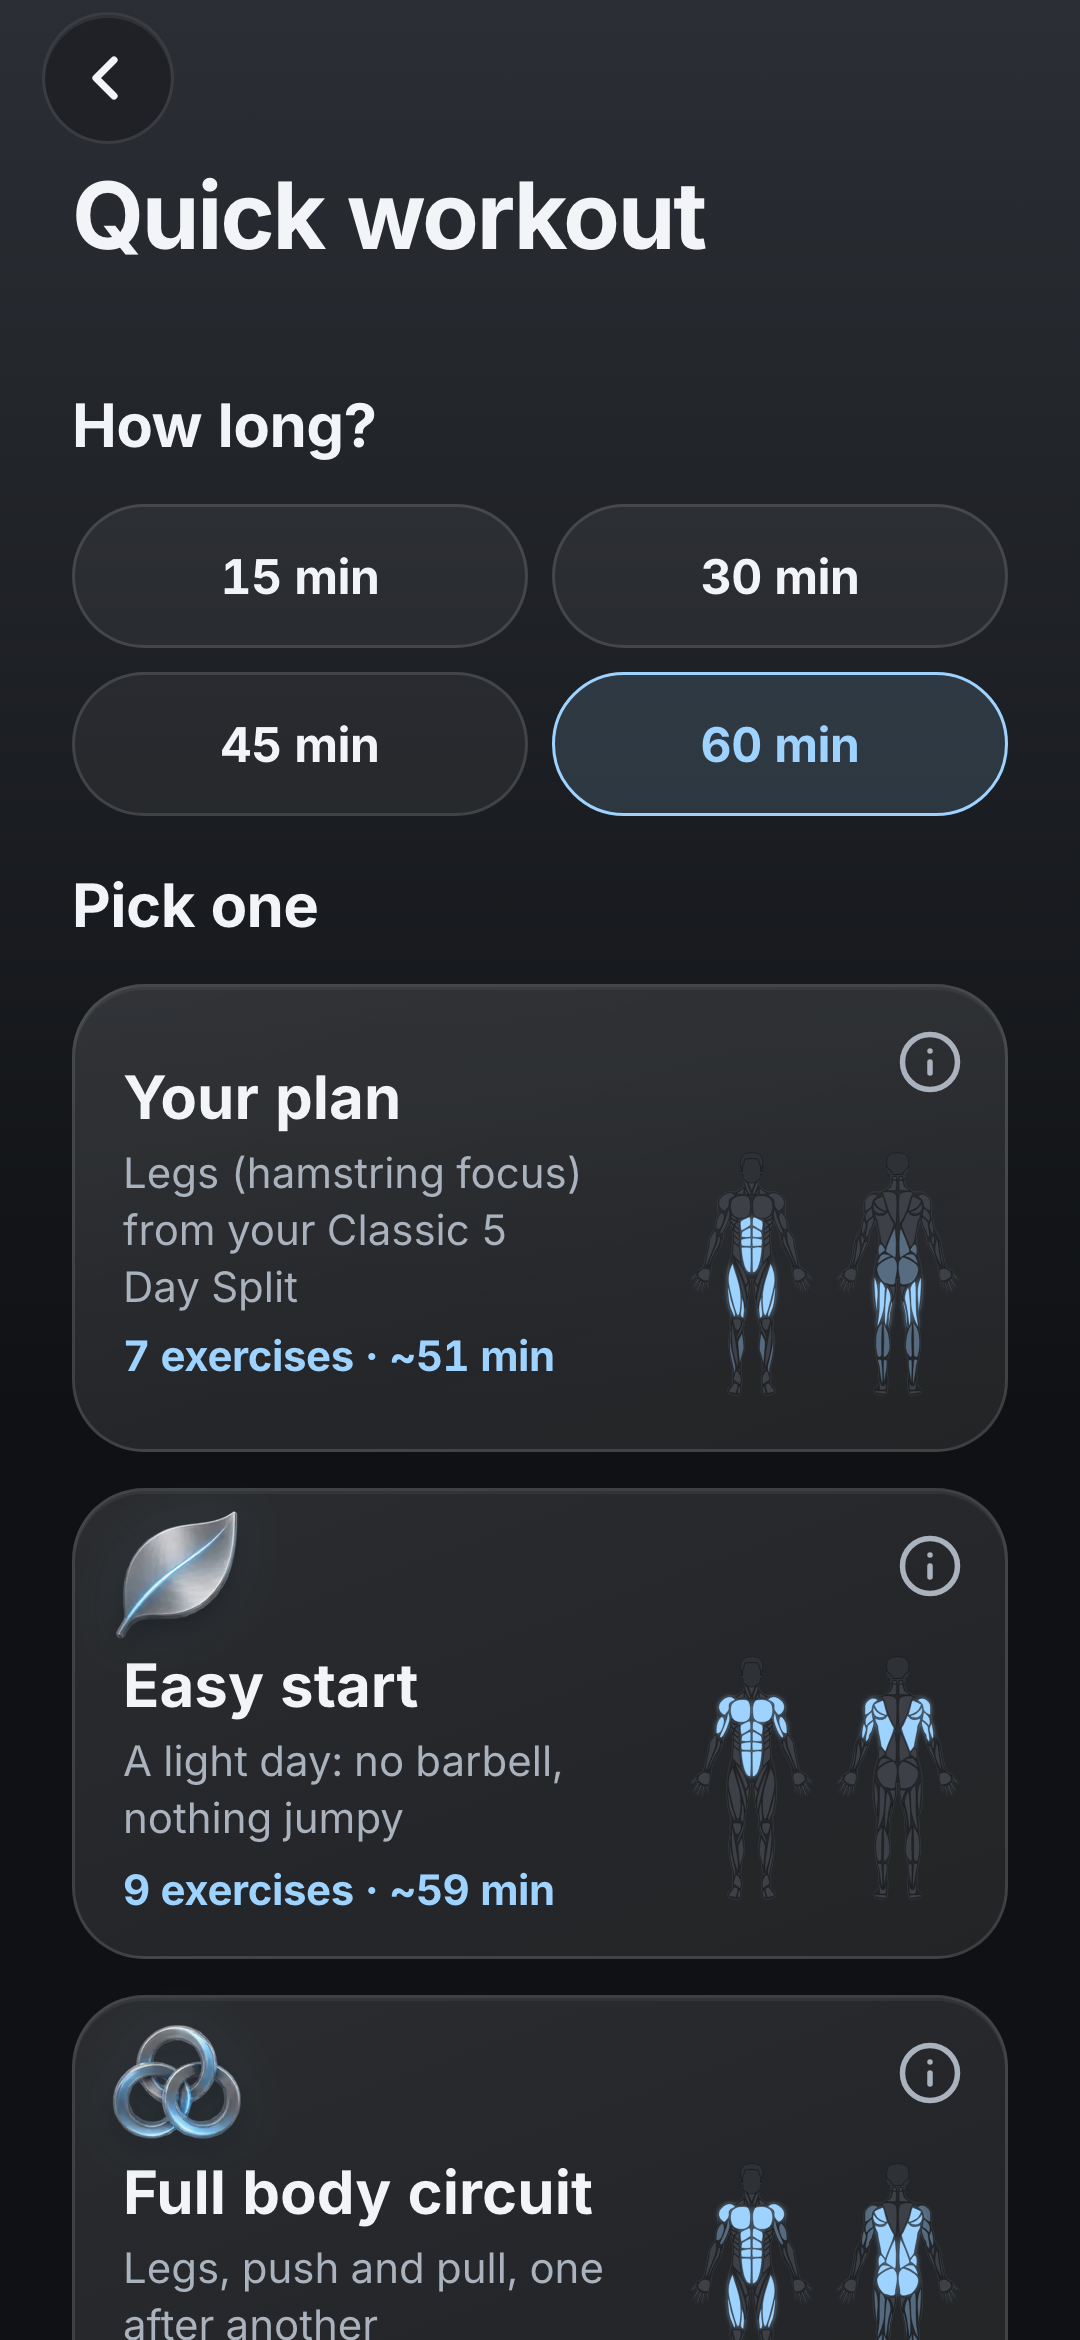 Quick workout
How long?
15 min
30 min
45 min
60 min
Pick one
Your plan
Legs (hamstring focus)
from your Classic 5
Day Split
7 exercises · ~51 min
Easy start
A light day: no barbell,
nothing jumpy
9 exercises · ~59 min
Full body circuit
Legs, push and pull, one
after another